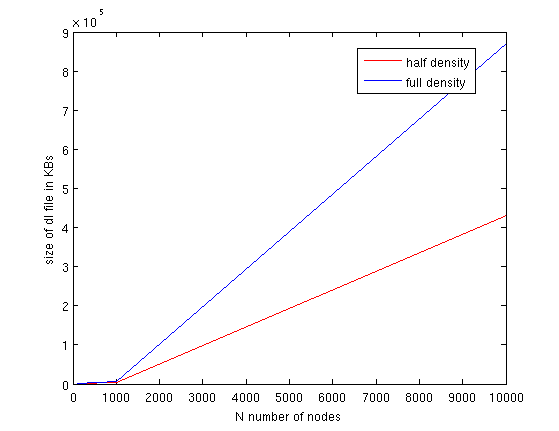 × 10^5
9
8
7
6
5
4
3
2
1
0
size of dl file in KBs
half density
full density
0 1000 2000 3000 4000 5000 6000 7000 8000 9000 10000
N number of nodes